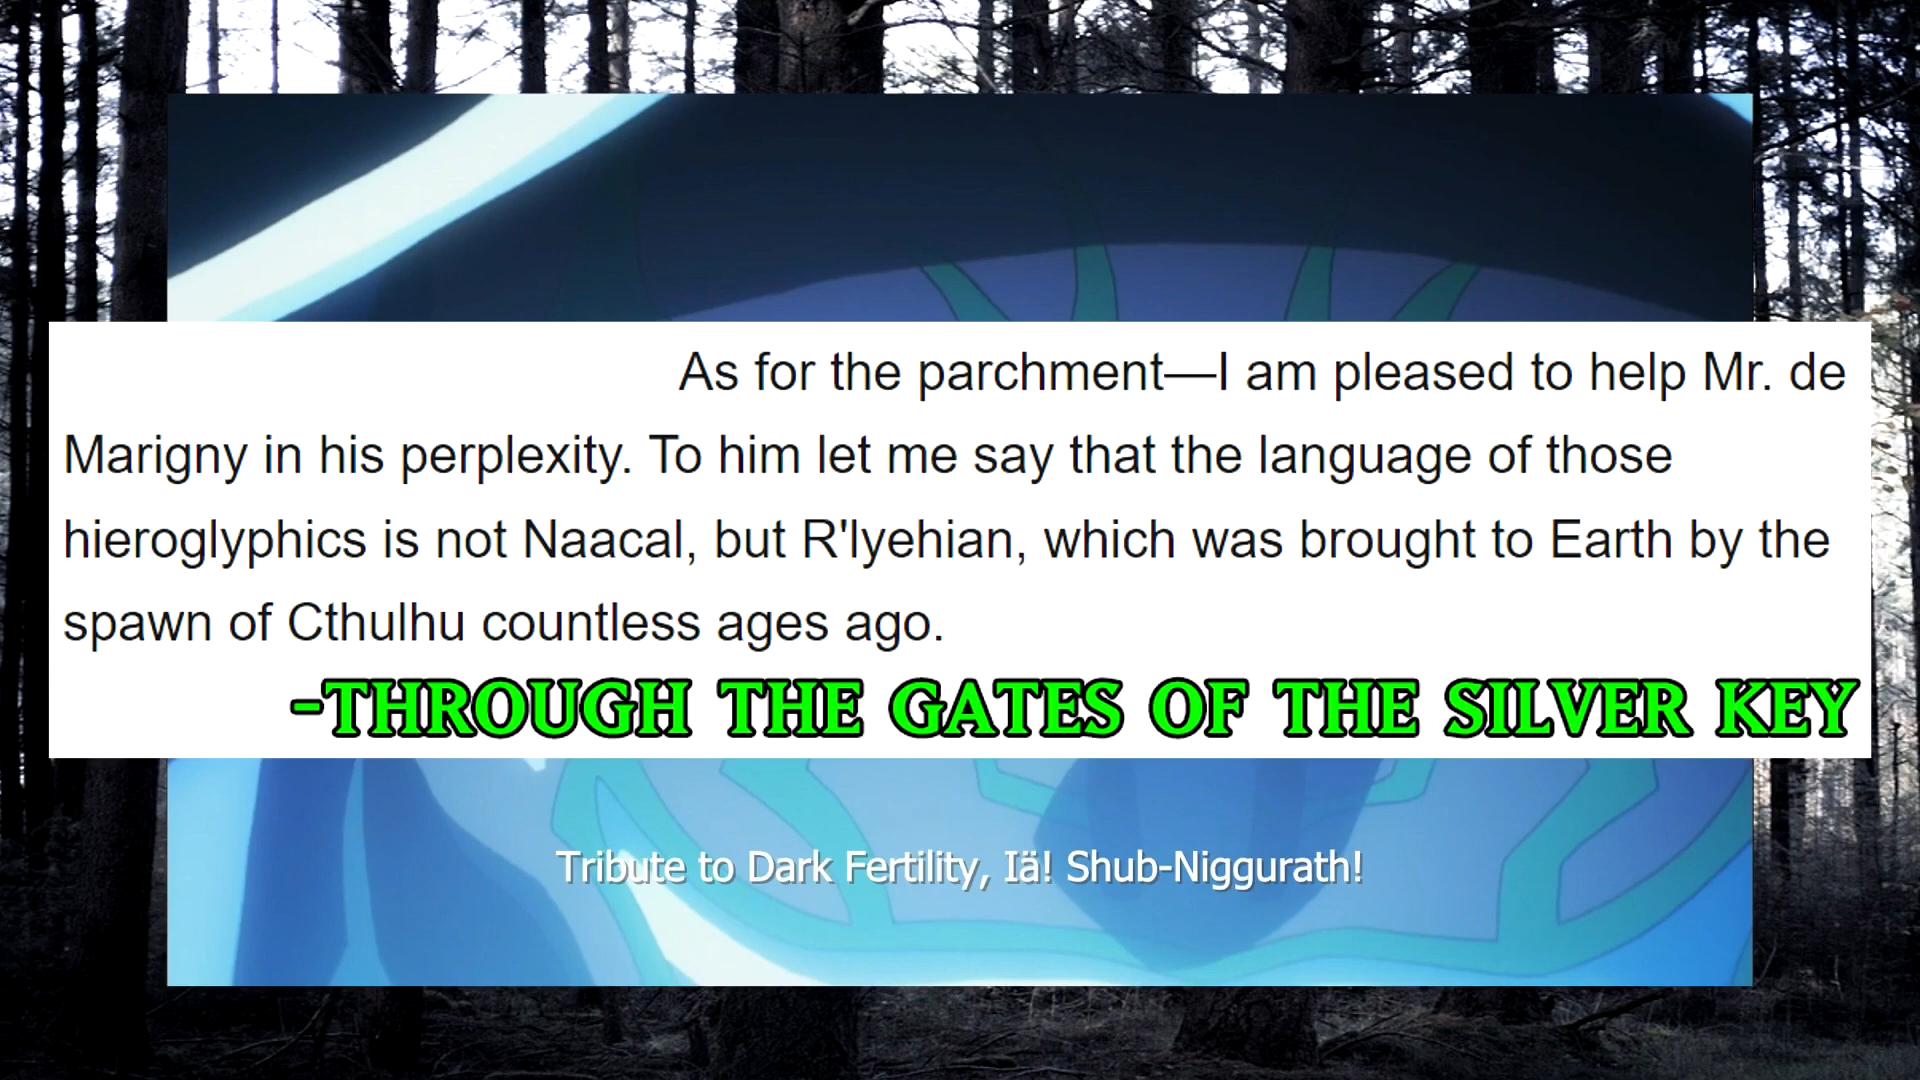 As for the parchment—I am pleased to help Mr. de
Marigny in his perplexity. To him let me say that the language of those
hieroglyphics is not Naacal, but R'lyehian, which was brought to Earth by the
spawn of Cthulhu countless ages ago.
-THROUGH THE GATES OF THE SILVER KEY
Tribute to Dark Fertility, Iä! Shub-Niggurath!